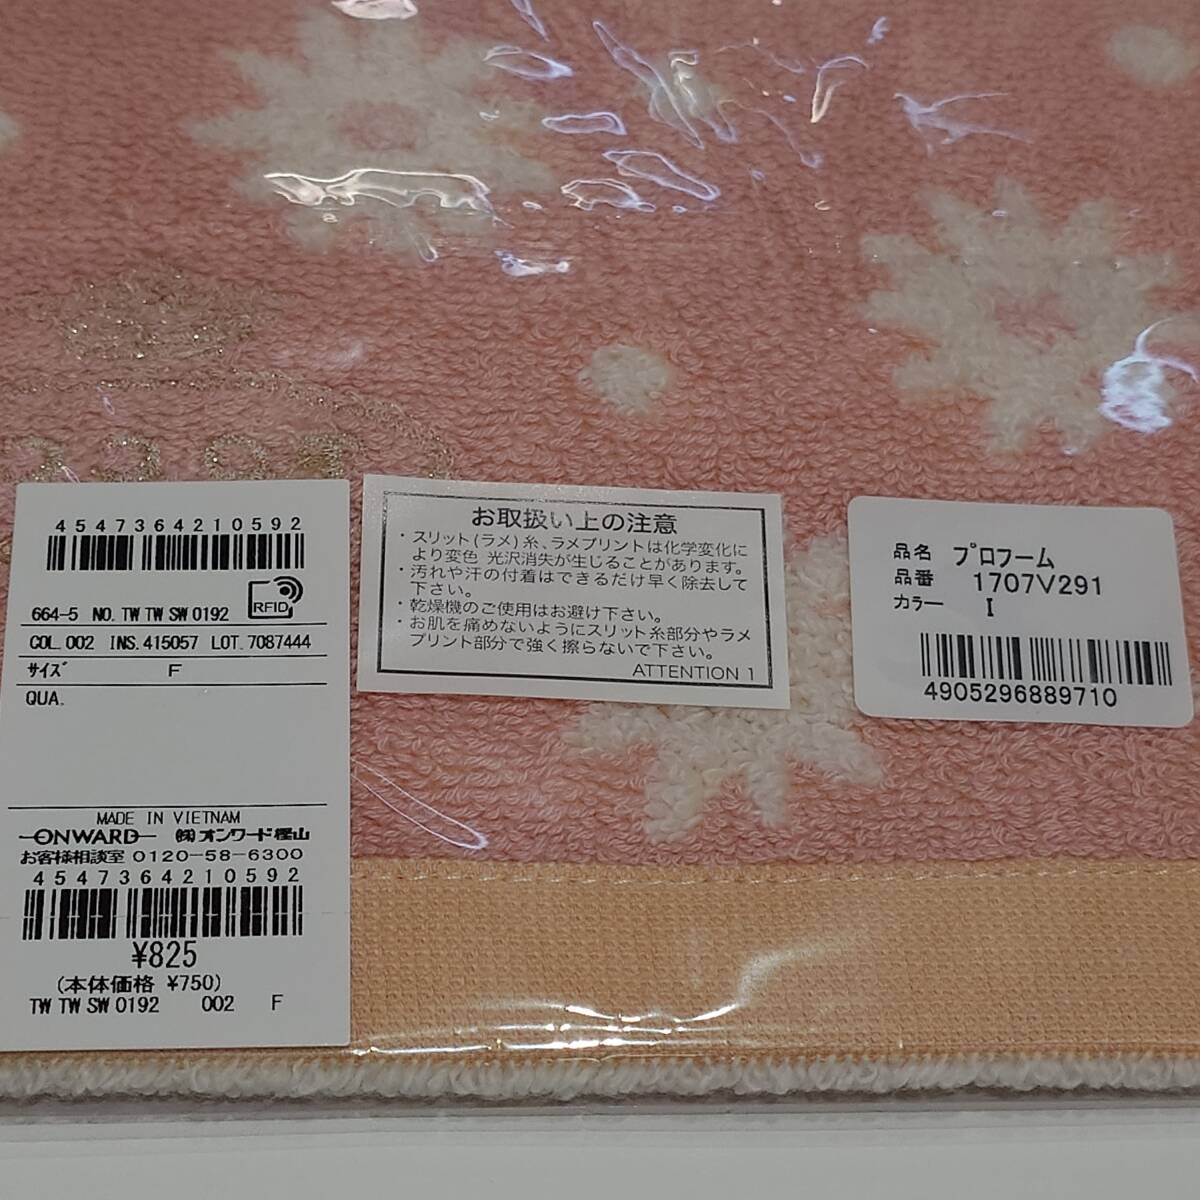 4547364210592
RFID
664-5 NO. TW TW SW 0192
COL. 002 INS. 415057 LOT. 7087444
サイズ F
QUA.
MADE IN VIETNAM
ONWARD ㈱オンワード樫山
お客様相談室 0120-58-6300
4547364210592
¥825
(本体価格 ¥750)
TW TW SW 0192 002 F
お取扱い上の注意
・スリット(ラメ)糸、ラメプリントは化学変化に
より変色 光沢消失が生じることがあります。
・汚れや汗の付着はできるだけ早く除去して
下さい。
・乾燥機のご使用はお避け下さい。
・お肌を痛めないようにスリット糸部分やラメ
プリント部分で強く擦らないで下さい。
ATTENTION 1
品名 プロフーム
品番 1707V291
カラー I
4905296889710